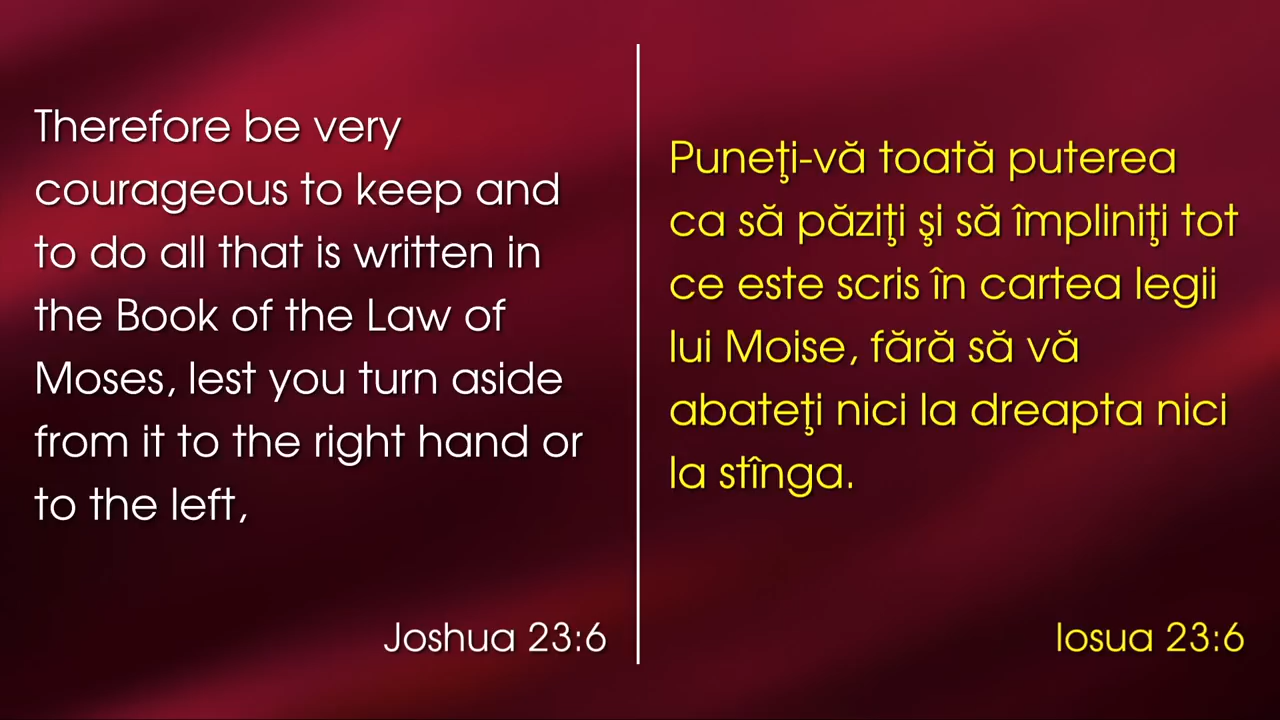 Therefore be very
courageous to keep and
to do all that is written in
the Book of the Law of
Moses, lest you turn aside
from it to the right hand or
to the left,
Joshua 23:6
Puneţi-vă toată puterea
ca să păziţi şi să împliniţi tot
ce este scris în cartea legii
lui Moise, fără să vă
abateţi nici la dreapta nici
la stînga.
Iosua 23:6